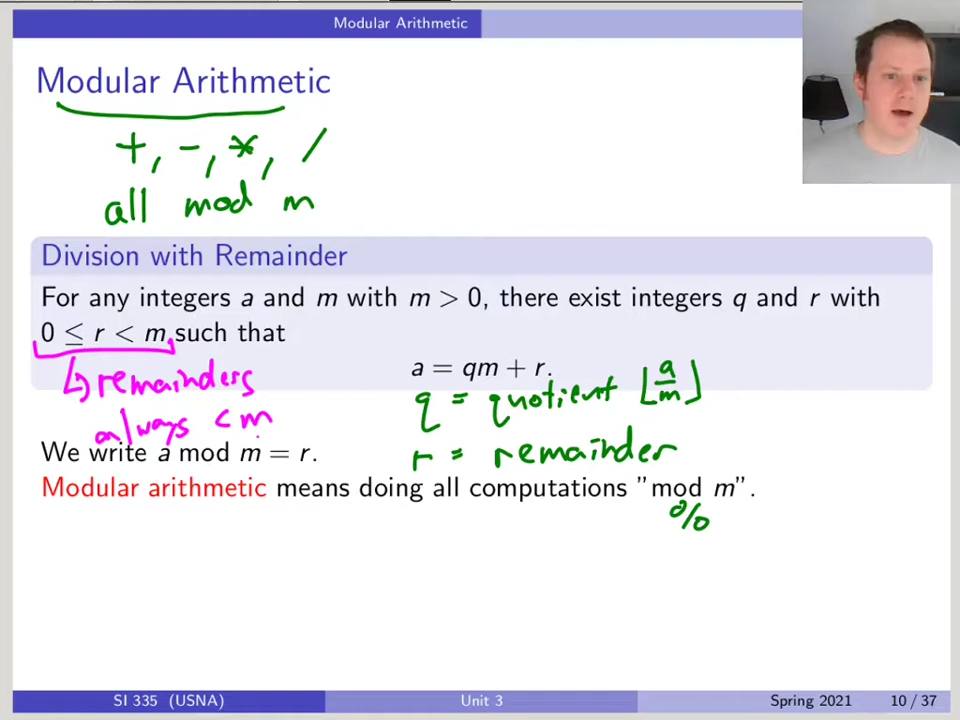 Modular Arithmetic
Modular Arithmetic
+, -, *, /
all mod m
Division with Remainder
For any integers a and m with m > 0, there exist integers q and r with
0 ≤ r < m such that
a = qm + r.
↳ remainders
always < m
q = quotient ⌊a/m⌋
r = remainder
We write a mod m = r.
Modular arithmetic means doing all computations "mod m".
%
SI 335 (USNA) Unit 3 Spring 2021 10 / 37